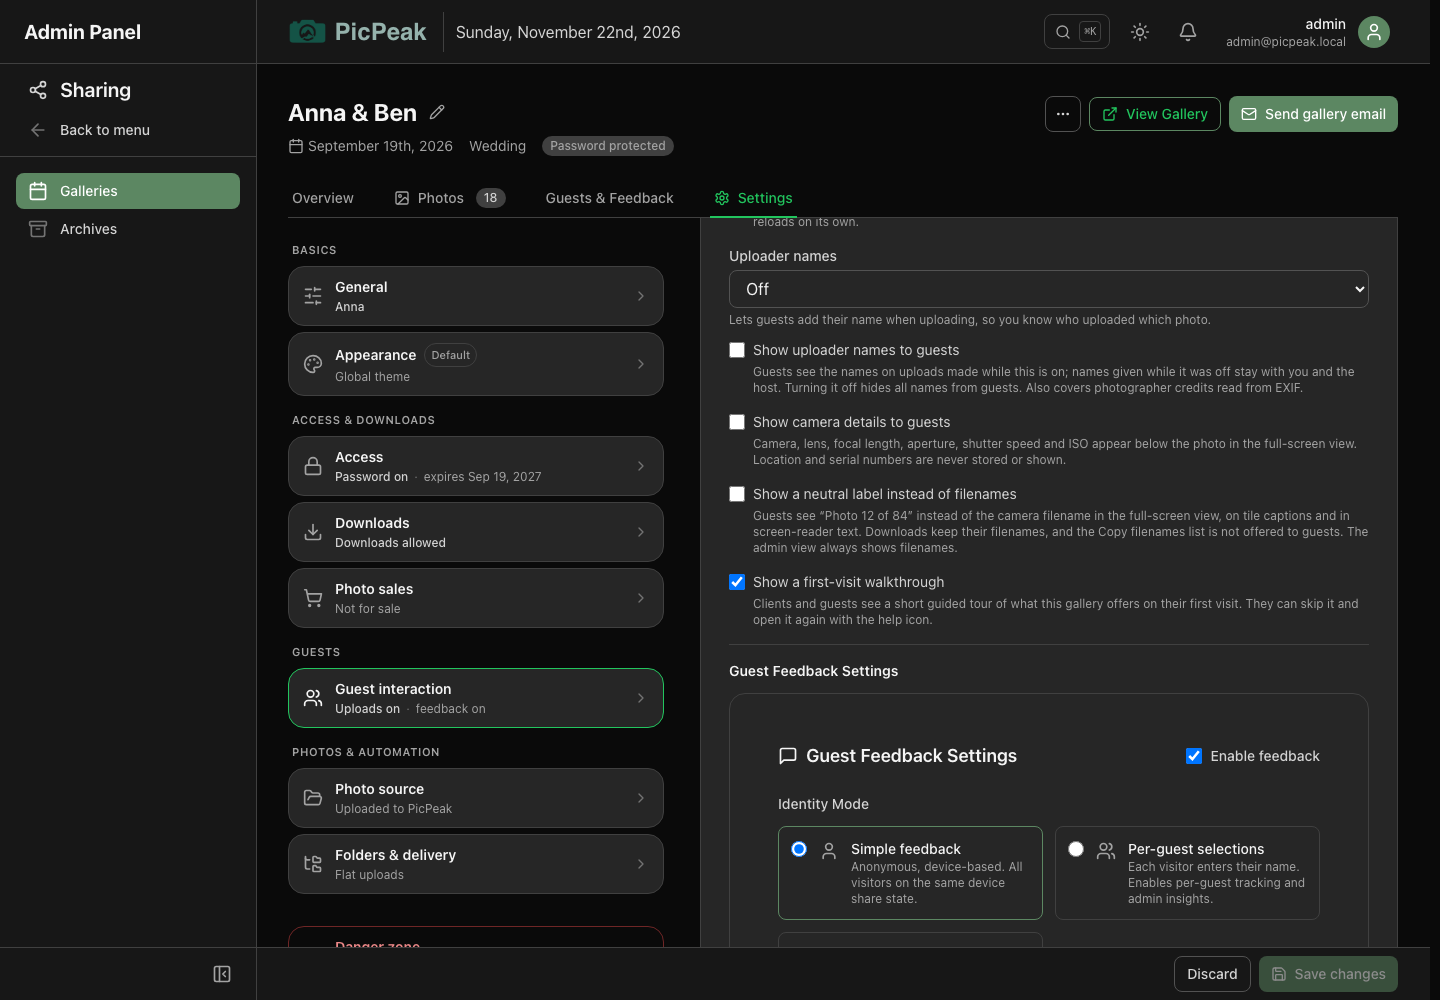 Admin Panel
PicPeak
Sunday, November 22nd, 2026
⌘K
admin
admin@picpeak.local
Sharing
Back to menu
Galleries
Archives
Anna & Ben
September 19th, 2026
Wedding
Password protected
View Gallery
Send gallery email
Overview
Photos
18
Guests & Feedback
Settings
BASICS
General
Anna
Appearance
Default
Global theme
ACCESS & DOWNLOADS
Access
Password on · expires Sep 19, 2027
Downloads
Downloads allowed
Photo sales
Not for sale
GUESTS
Guest interaction
Uploads on · feedback on
PHOTOS & AUTOMATION
Photo source
Uploaded to PicPeak
Folders & delivery
Flat uploads
Danger zone
reloads on its own.
Uploader names
Off
Lets guests add their name when uploading, so you know who uploaded which photo.
Show uploader names to guests
Guests see the names on uploads made while this is on; names given while it was off stay with you and the
host. Turning it off hides all names from guests. Also covers photographer credits read from EXIF.
Show camera details to guests
Camera, lens, focal length, aperture, shutter speed and ISO appear below the photo in the full-screen view.
Location and serial numbers are never stored or shown.
Show a neutral label instead of filenames
Guests see “Photo 12 of 84” instead of the camera filename in the full-screen view, on tile captions and in
screen-reader text. Downloads keep their filenames, and the Copy filenames list is not offered to guests. The
admin view always shows filenames.
Show a first-visit walkthrough
Clients and guests see a short guided tour of what this gallery offers on their first visit. They can skip it and
open it again with the help icon.
Guest Feedback Settings
Guest Feedback Settings
Enable feedback
Identity Mode
Simple feedback
Anonymous, device-based. All
visitors on the same device
share state.
Per-guest selections
Each visitor enters their name.
Enables per-guest tracking and
admin insights.
Discard
Save changes